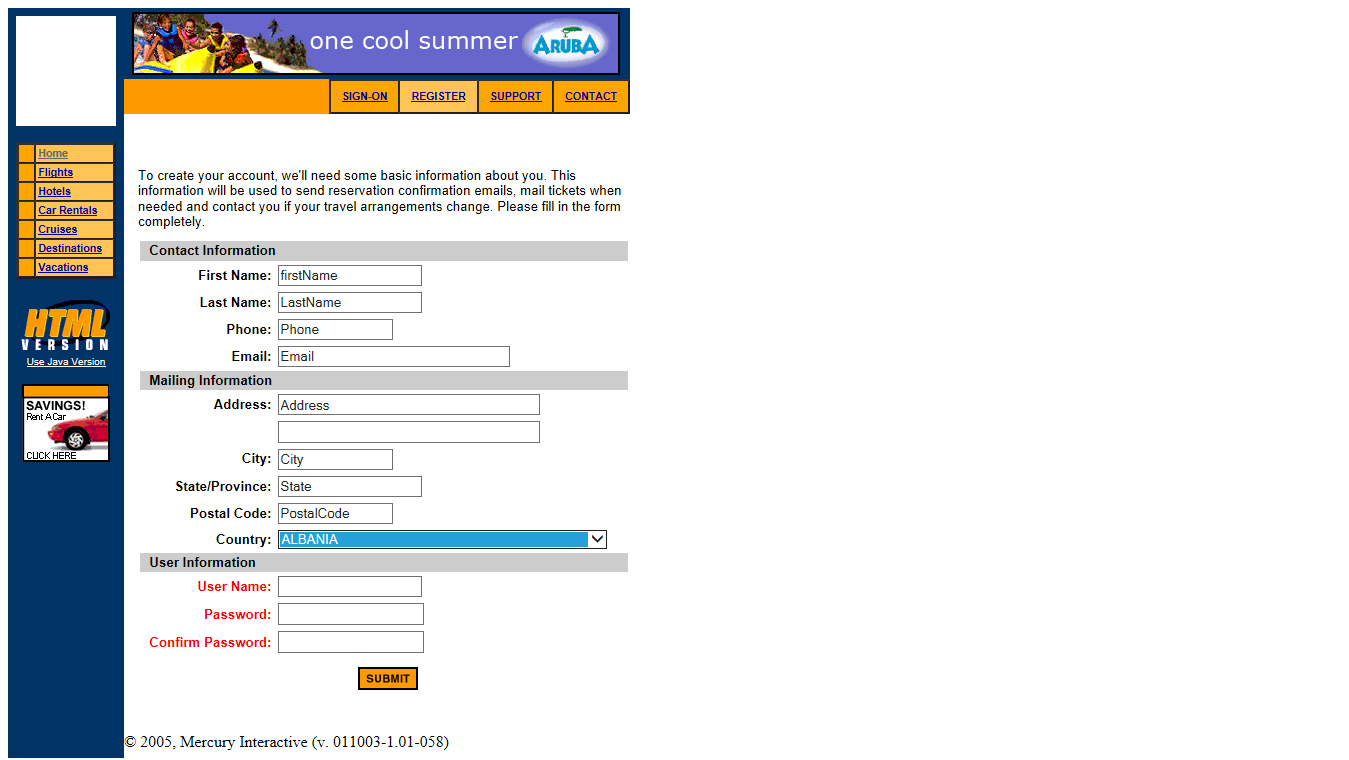 one cool summer ARUBA
SIGN-ON REGISTER SUPPORT CONTACT
Home
Flights
Hotels
Car Rentals
Cruises
Destinations
Vacations
HTML
VERSION
Use Java Version
SAVINGS!
Rent A Car
CLICK HERE
To create your account, we'll need some basic information about you. This
information will be used to send reservation confirmation emails, mail tickets when
needed and contact you if your travel arrangements change. Please fill in the form
completely.
Contact Information
First Name: firstName
Last Name: LastName
Phone: Phone
Email: Email
Mailing Information
Address: Address
City: City
State/Province: State
Postal Code: PostalCode
Country: ALBANIA
User Information
User Name:
Password:
Confirm Password:
SUBMIT
© 2005, Mercury Interactive (v. 011003-1.01-058)